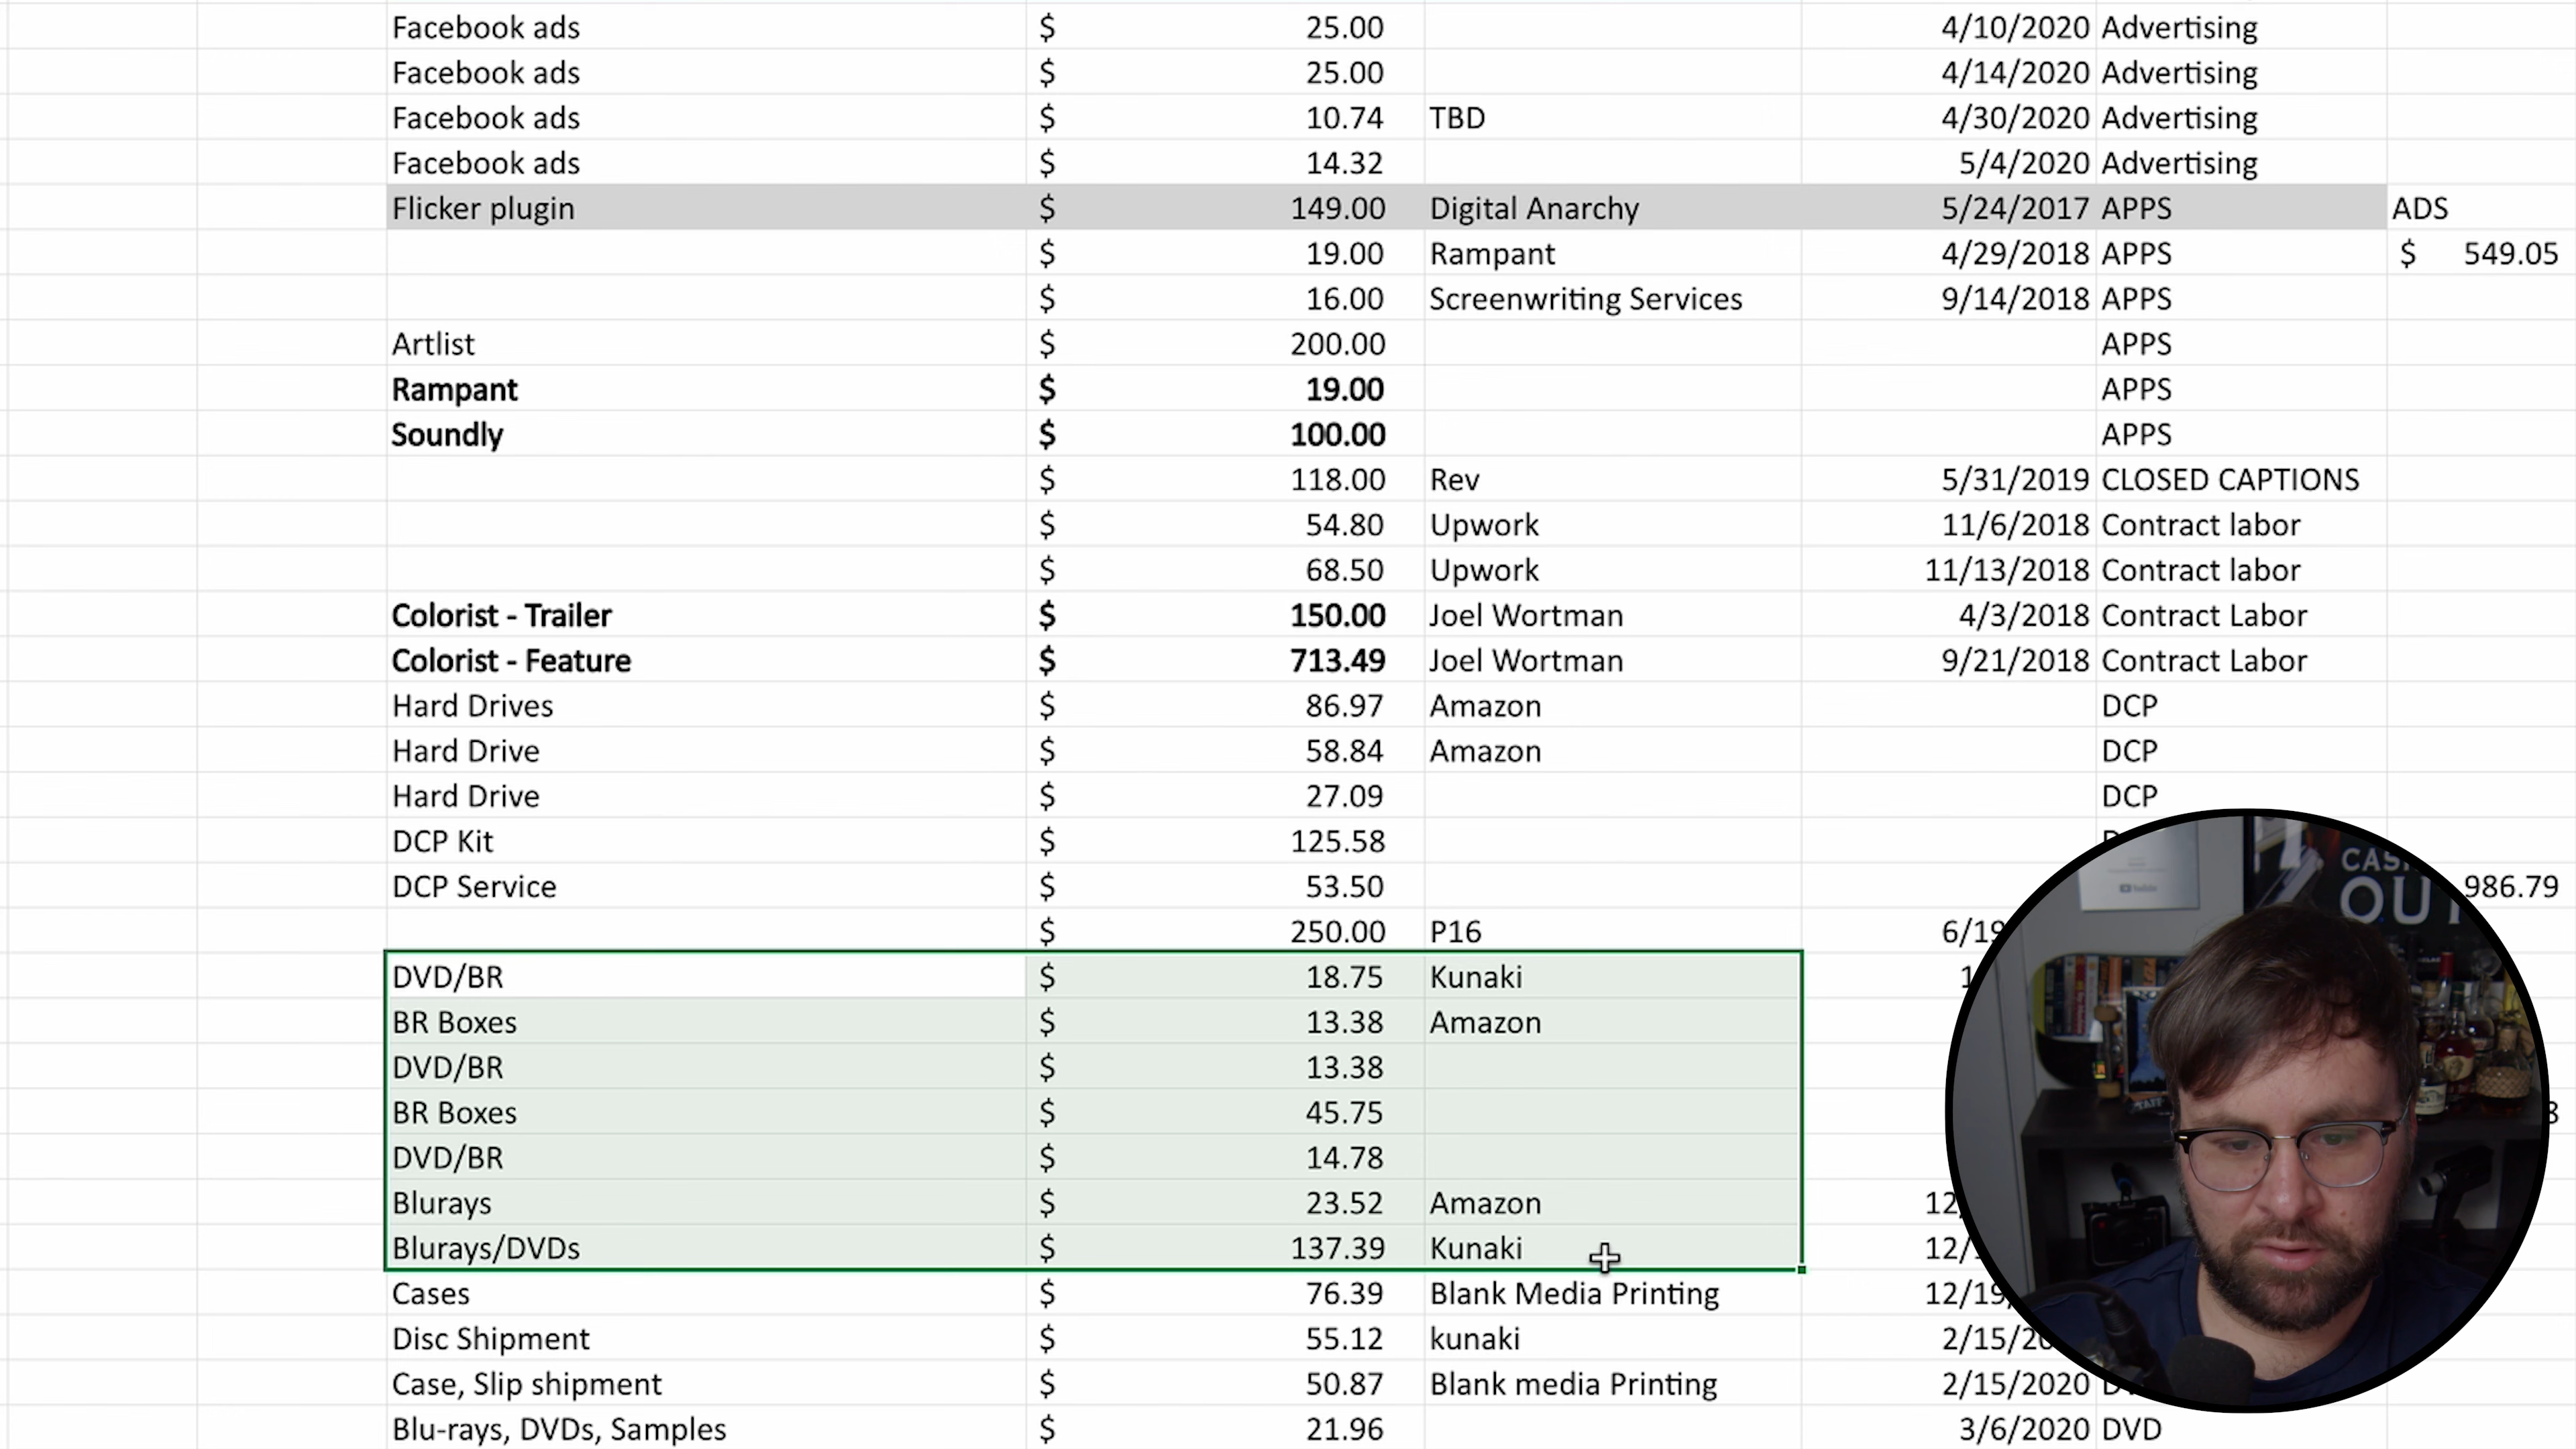 Facebook ads $ 25.00 4/10/2020 Advertising
Facebook ads $ 25.00 4/14/2020 Advertising
Facebook ads $ 10.74 TBD 4/30/2020 Advertising
Facebook ads $ 14.32 5/4/2020 Advertising
Flicker plugin $ 149.00 Digital Anarchy 5/24/2017 APPS ADS
$ 19.00 Rampant 4/29/2018 APPS $ 549.05
$ 16.00 Screenwriting Services 9/14/2018 APPS
Artlist $ 200.00 APPS
Rampant $ 19.00 APPS
Soundly $ 100.00 APPS
$ 118.00 Rev 5/31/2019 CLOSED CAPTIONS
$ 54.80 Upwork 11/6/2018 Contract labor
$ 68.50 Upwork 11/13/2018 Contract labor
Colorist - Trailer $ 150.00 Joel Wortman 4/3/2018 Contract Labor
Colorist - Feature $ 713.49 Joel Wortman 9/21/2018 Contract Labor
Hard Drives $ 86.97 Amazon DCP
Hard Drive $ 58.84 Amazon DCP
Hard Drive $ 27.09 DCP
DCP Kit $ 125.58
DCP Service $ 53.50 986.79
$ 250.00 P16 6/19
DVD/BR $ 18.75 Kunaki
BR Boxes $ 13.38 Amazon
DVD/BR $ 13.38
BR Boxes $ 45.75
DVD/BR $ 14.78
Blurays $ 23.52 Amazon 12
Blurays/DVDs $ 137.39 Kunaki 12/
Cases $ 76.39 Blank Media Printing 12/19
Disc Shipment $ 55.12 kunaki 2/15/20
Case, Slip shipment $ 50.87 Blank media Printing 2/15/2020
Blu-rays, DVDs, Samples $ 21.96 3/6/2020 DVD
OUT